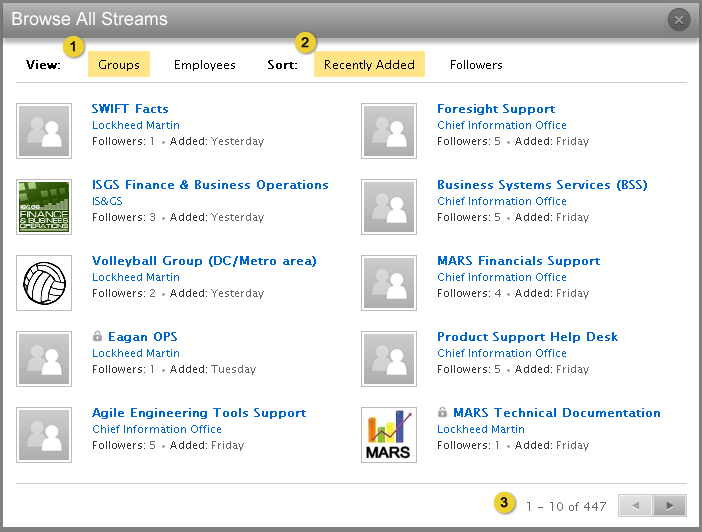 Browse All Streams
1 2
View: Groups Employees Sort: Recently Added Followers
SWIFT Facts
Lockheed Martin
Followers: 1 • Added: Yesterday
Foresight Support
Chief Information Office
Followers: 5 • Added: Friday
ISGS FINANCE & BUSINESS OPERATIONS
ISGS Finance & Business Operations
IS&GS
Followers: 3 • Added: Yesterday
Business Systems Services (BSS)
Chief Information Office
Followers: 5 • Added: Friday
Volleyball Group (DC/Metro area)
Lockheed Martin
Followers: 2 • Added: Yesterday
MARS Financials Support
Chief Information Office
Followers: 4 • Added: Friday
Eagan OPS
Lockheed Martin
Followers: 1 • Added: Tuesday
Product Support Help Desk
Chief Information Office
Followers: 5 • Added: Friday
Agile Engineering Tools Support
Chief Information Office
Followers: 5 • Added: Friday
MARS
MARS Technical Documentation
Lockheed Martin
Followers: 1 • Added: Friday
3 1 – 10 of 447